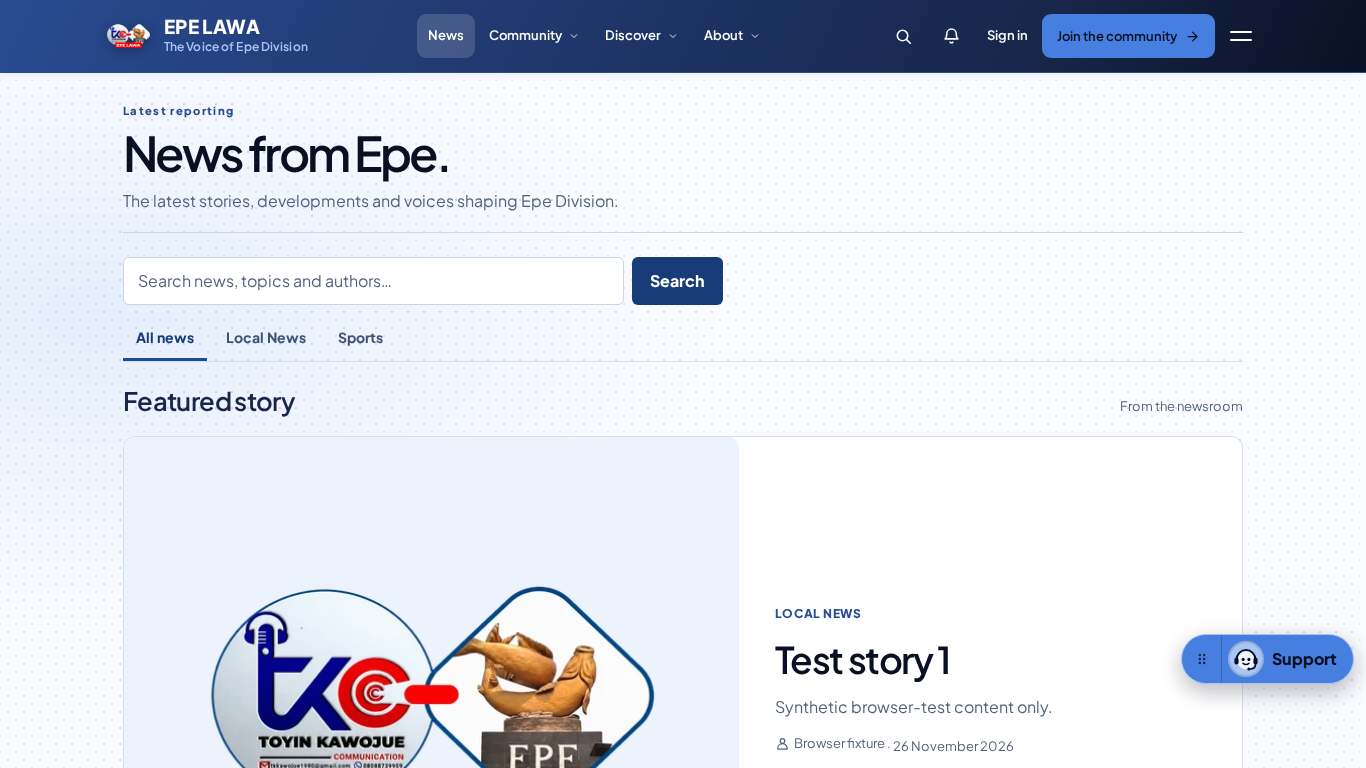 EPE LAWA
The Voice of Epe Division
News Community Discover About Sign in Join the community
Latest reporting
News from Epe.
The latest stories, developments and voices shaping Epe Division.
Search news, topics and authors... Search
All news Local News Sports
Featured story From the newsroom
LOCAL NEWS
Test story 1
Synthetic browser-test content only.
Browser fixture . 26 November 2026
Support
tkc
TOYIN KAWOJUE
COMMUNICATION
EPE